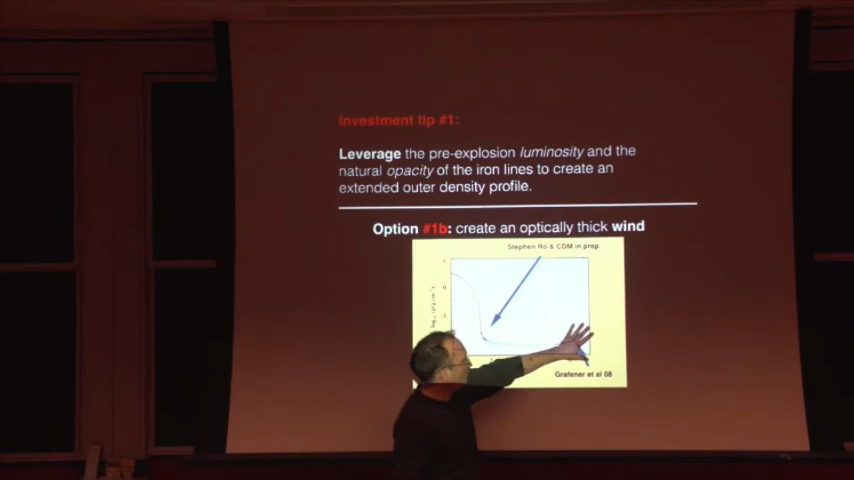 Investment tip #1:
Leverage the pre-explosion luminosity and the
natural opacity of the iron lines to create an
extended outer density profile.
Option #1b: create an optically thick wind
Stephen Ro & CDM in prep
1
0
Grafener et al 08